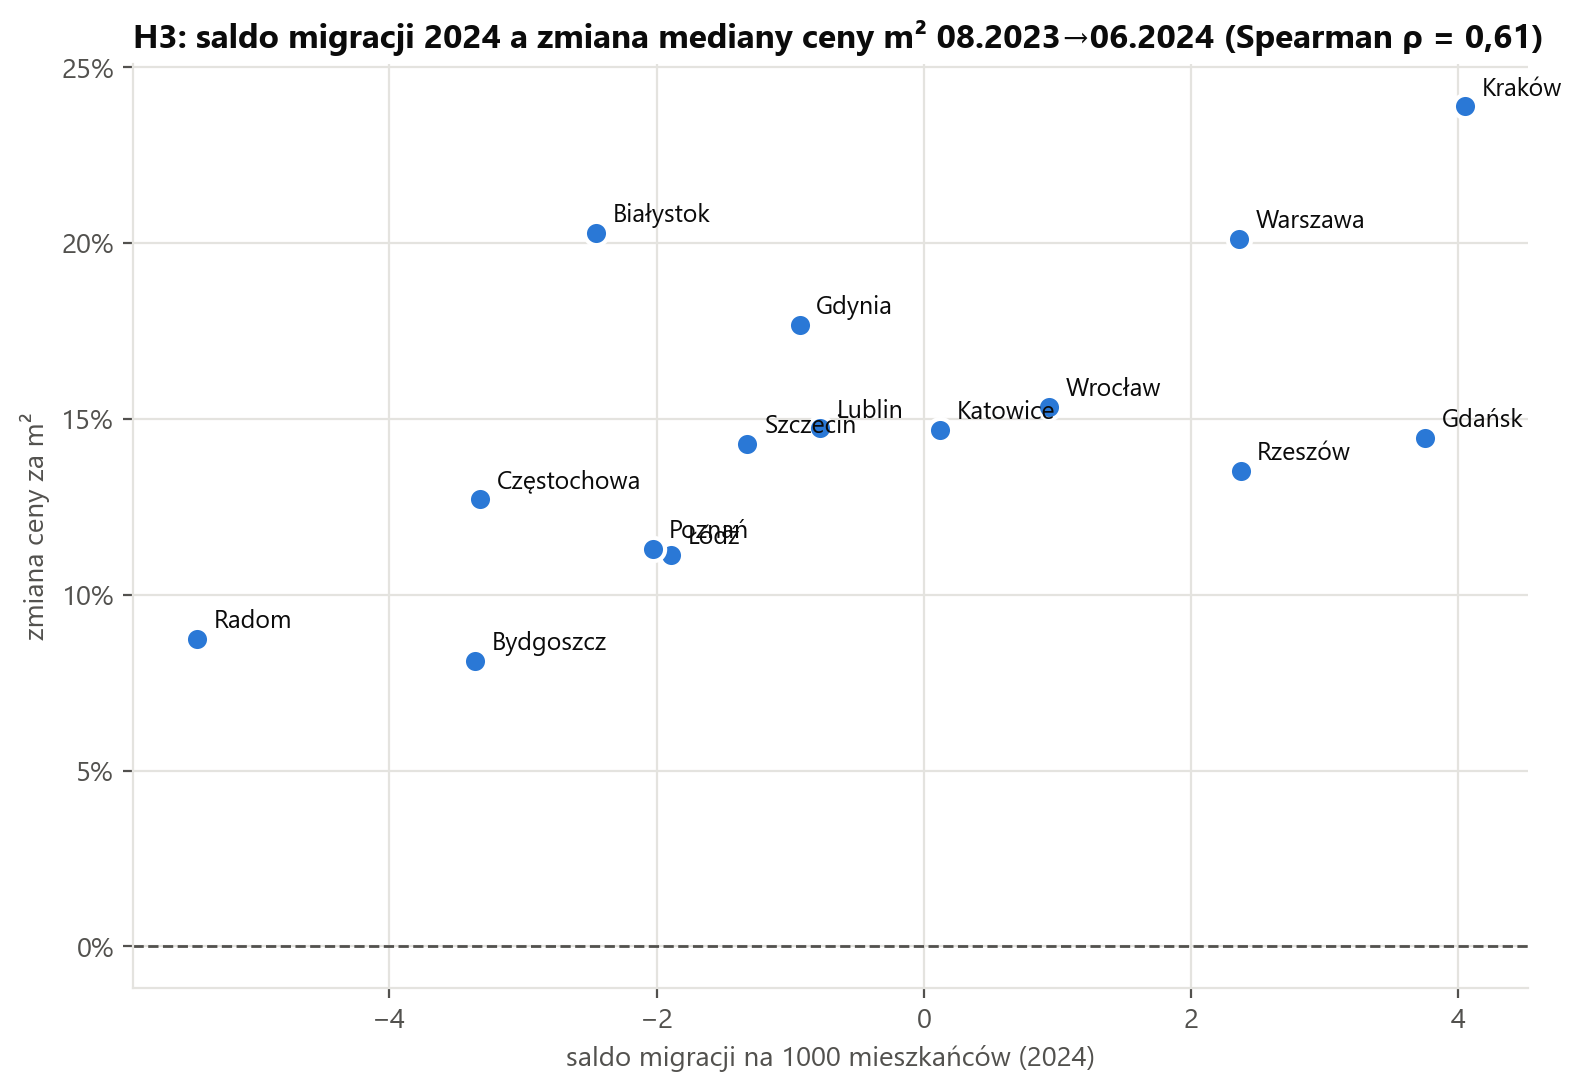 H3: saldo migracji 2024 a zmiana mediany ceny m² 08.2023→06.2024 (Spearman ρ = 0,61)
25%
Kraków
Białystok
Warszawa
20%
Gdynia
Wrocław
Lublin
Katowice
Szczecin
Gdańsk
15%
Rzeszów
Częstochowa
Poznań
Łódź
10%
Radom
Bydgoszcz
5%
0%
zmiana ceny za m²
−4
−2
0
2
4
saldo migracji na 1000 mieszkańców (2024)